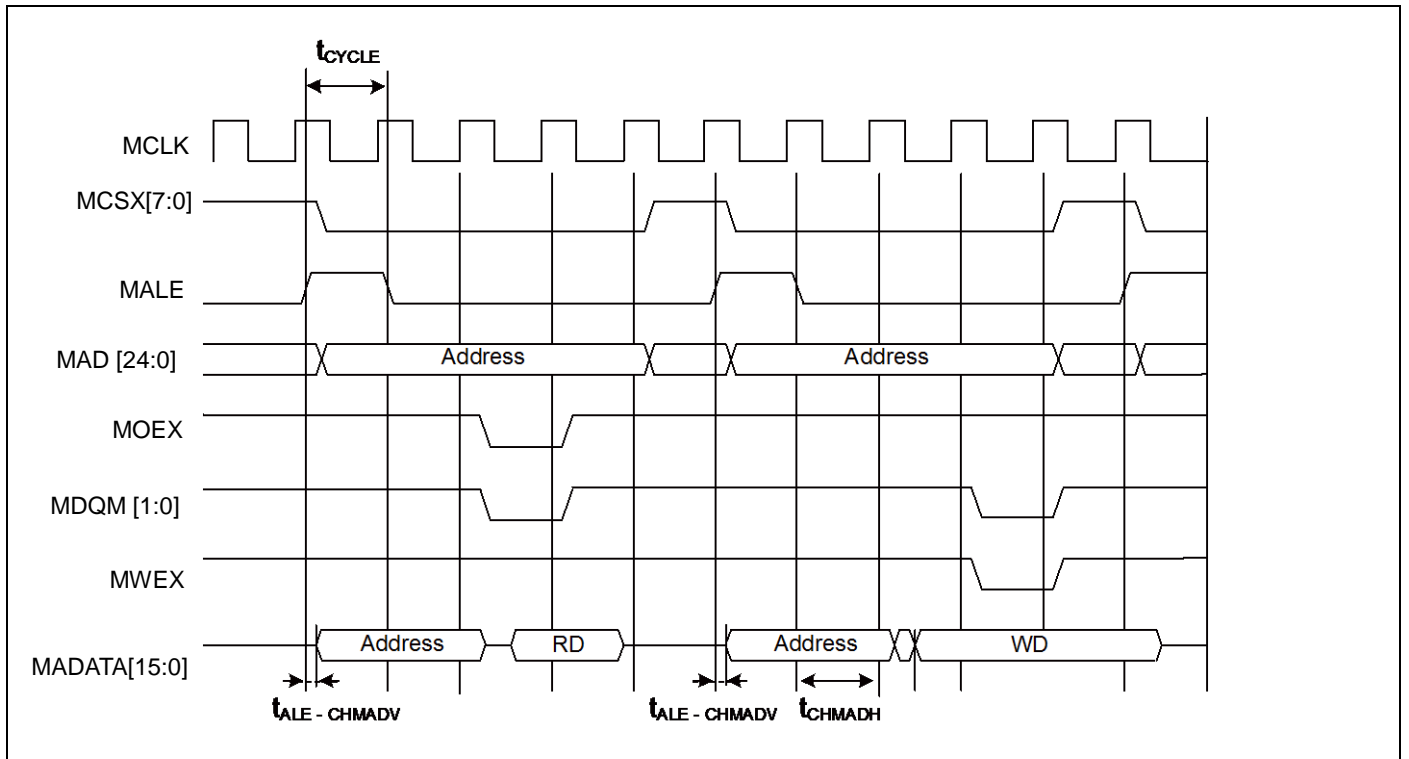 tCYCLE
MCLK
MCSX[7:0]
MALE
MAD [24:0] Address Address
MOEX
MDQM [1:0]
MWEX
MADATA[15:0] Address RD Address WD
tALE - CHMADV tALE - CHMADV tCHMADH